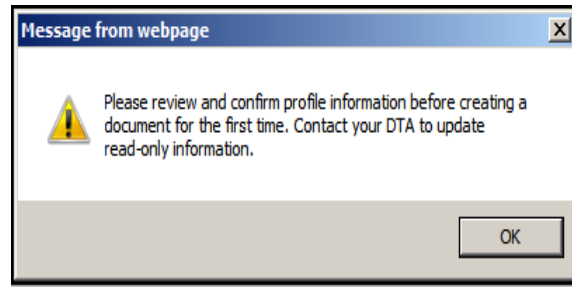 Message from webpage
X
Please review and confirm profile information before creating a
document for the first time. Contact your DTA to update
read-only information.
OK